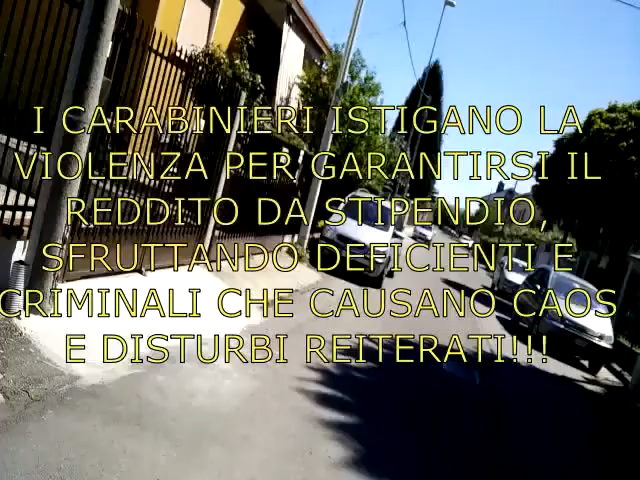 I CARABINIERI ISTIGANO LA
VIOLENZA PER GARANTIRSI IL
REDDITO DA STIPENDIO,
SFRUTTANDO DEFICIENTI E
CRIMINALI CHE CAUSANO CAOS
E DISTURBI REITERATI!!!